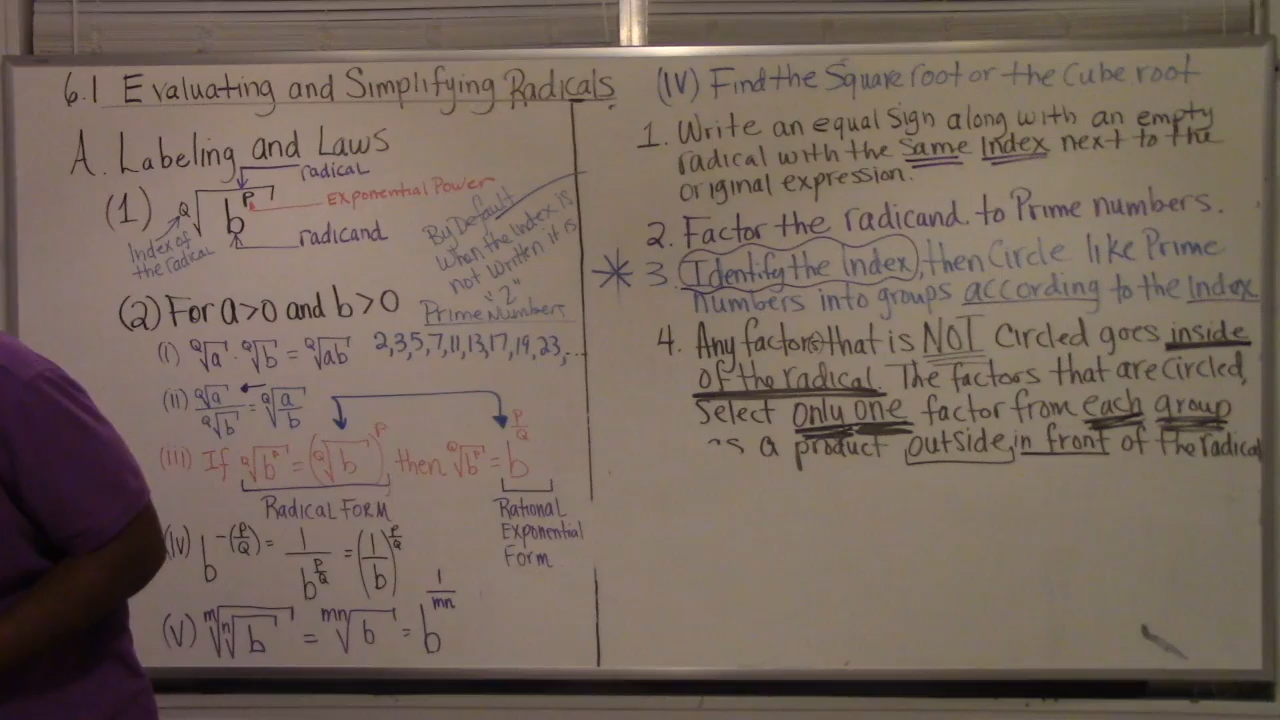 6.1 Evaluating and Simplifying Radicals
A. Labeling and Laws
(1) Q√b^P
radical
Exponential Power
radicand
Index of
the radical
By Default
when the Index is
not written it is
"2"
(2) For a>0 and b>0
Prime Numbers
2,3,5,7,11,13,17,19,23,...
(i) Q√a · Q√b = Q√ab
(ii) Q√a / Q√b = Q√(a/b)
(iii) If Q√b^P = (Q√b)^P, then Q√b^P = b^(P/Q)
Radical Form
Rational
Exponential
Form
(iv) b^-(P/Q) = 1/b^(P/Q) = (1/b)^(P/Q)
(v) m√n√b = mn√b = b^(1/mn)
(IV) Find the Square root or the Cube root
1. Write an equal sign along with an empty
radical with the same Index next to the
original expression.
2. Factor the radicand to Prime numbers.
* 3. Identify the Index, then Circle like Prime
numbers into groups according to the Index
4. Any factor(s) that is NOT Circled goes inside
of the radical. The factors that are circled,
Select only one factor from each group
as a product outside, in front of the radical